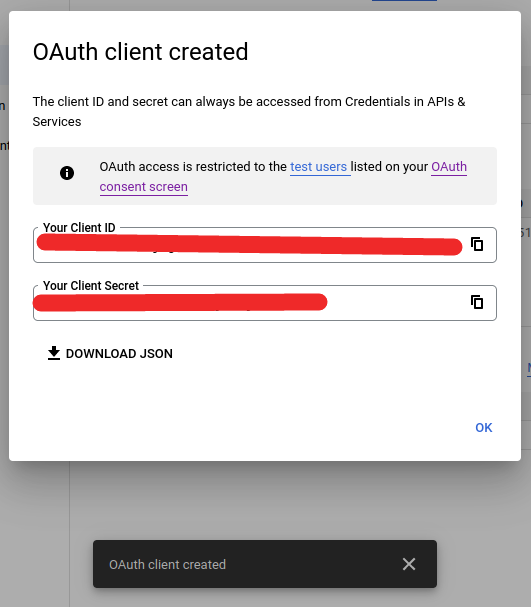 OAuth client created
The client ID and secret can always be accessed from Credentials in APIs &
Services
OAuth access is restricted to the test users listed on your OAuth
consent screen
Your Client ID
Your Client Secret
DOWNLOAD JSON
OK
OAuth client created